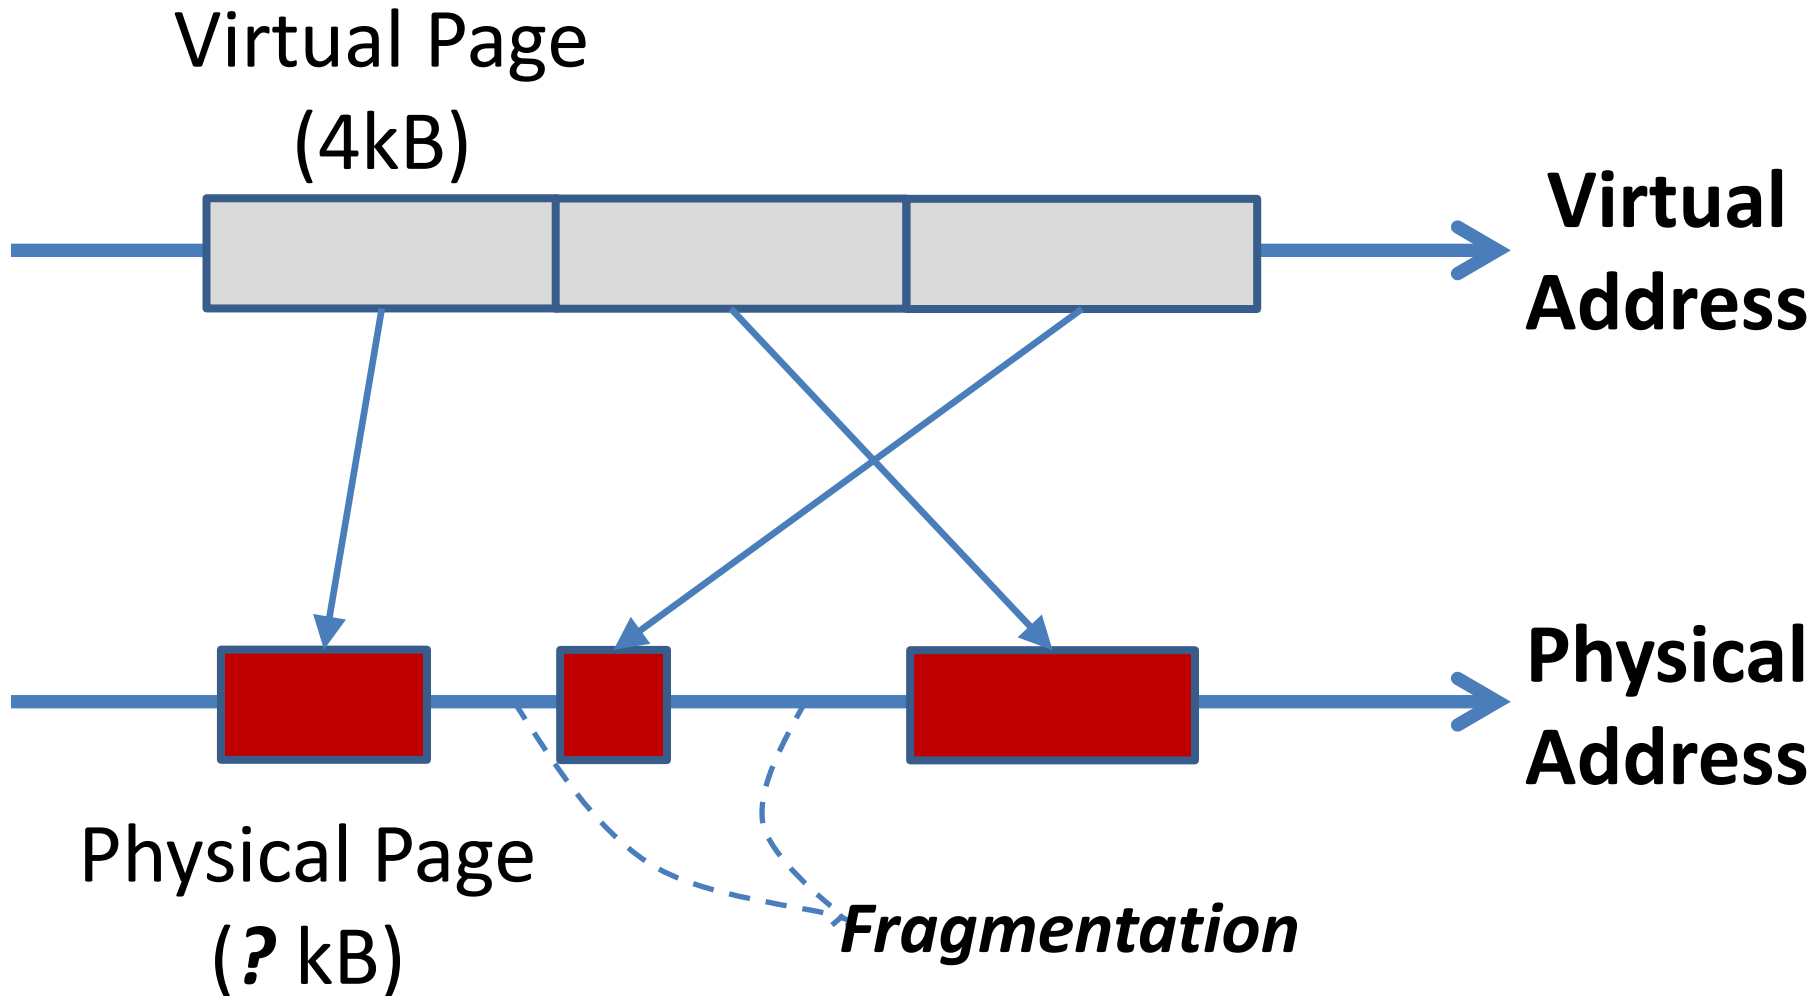 Virtual Page
(4kB)
Virtual
Address
Physical
Address
Physical Page
(? kB)
Fragmentation